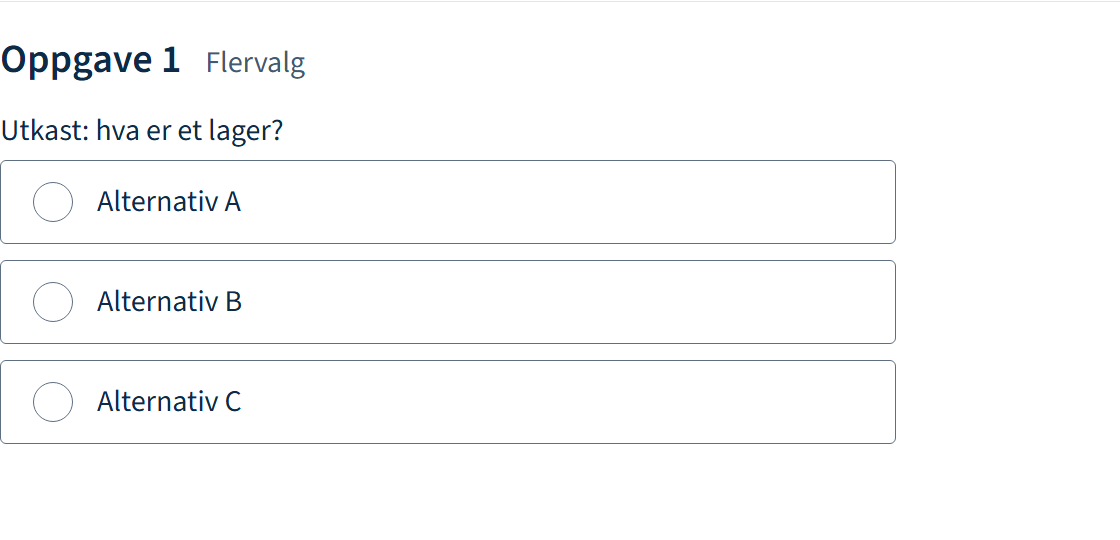 Oppgave 1 Flervalg
Utkast: hva er et lager?
Alternativ A
Alternativ B
Alternativ C